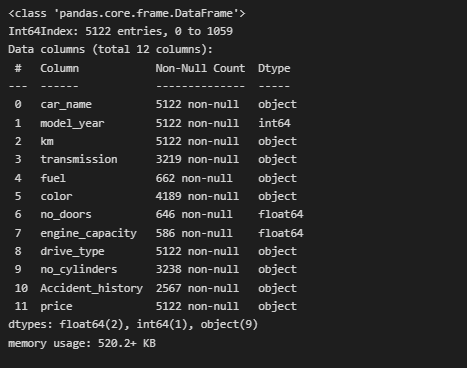 <class 'pandas.core.frame.DataFrame'>
Int64Index: 5122 entries, 0 to 1059
Data columns (total 12 columns):
 #   Column            Non-Null Count  Dtype
---  ------            --------------  -----
 0   car_name          5122 non-null   object
 1   model_year        5122 non-null   int64
 2   km                5122 non-null   object
 3   transmission      3219 non-null   object
 4   fuel              662 non-null    object
 5   color             4189 non-null   object
 6   no_doors          646 non-null    float64
 7   engine_capacity   586 non-null    float64
 8   drive_type        5122 non-null   object
 9   no_cylinders      3238 non-null   object
 10  Accident_history  2567 non-null   object
 11  price             5122 non-null   object
dtypes: float64(2), int64(1), object(9)
memory usage: 520.2+ KB